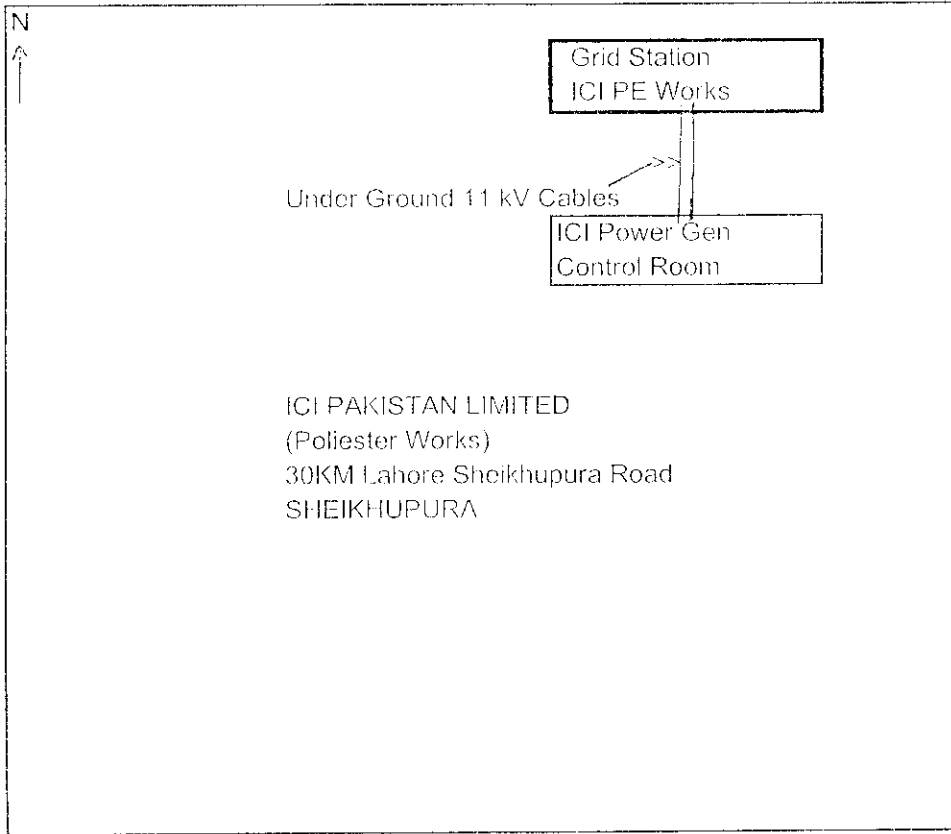 N
Grid Station
ICI PE Works
Under Ground 11 kV Cables
ICI Power Gen
Control Room
ICI PAKISTAN LIMITED
(Poliester Works)
30KM Lahore Sheikhupura Road
SHEIKHUPURA